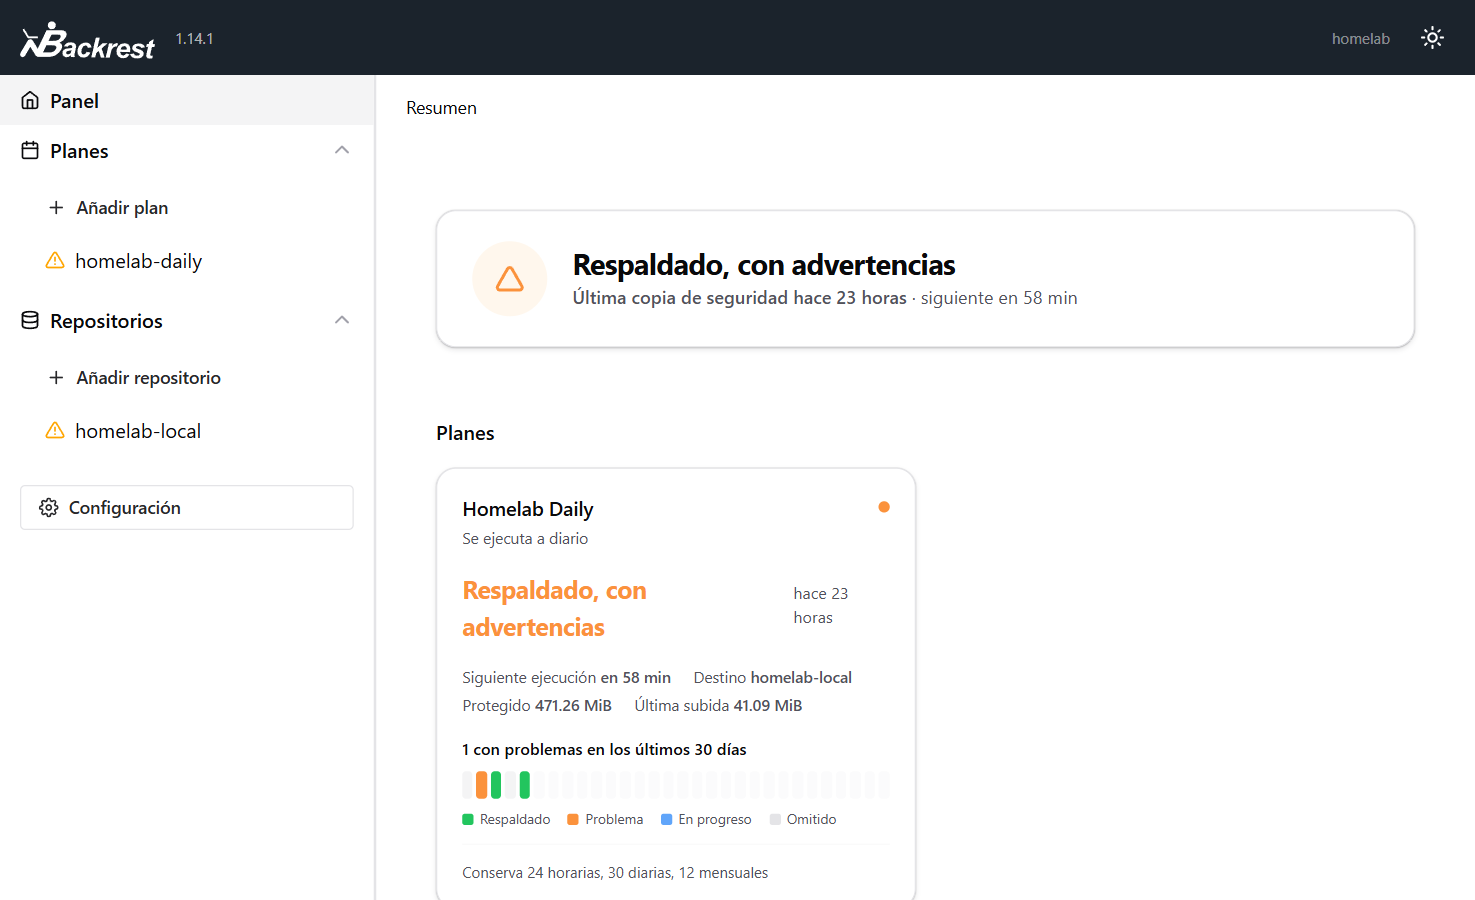 Backrest 1.14.1
homelab
Panel
Planes
Añadir plan
homelab-daily
Repositorios
Añadir repositorio
homelab-local
Configuración
Resumen
Respaldado, con advertencias
Última copia de seguridad hace 23 horas · siguiente en 58 min
Planes
Homelab Daily
Se ejecuta a diario
Respaldado, con
advertencias
hace 23
horas
Siguiente ejecución en 58 min Destino homelab-local
Protegido 471.26 MiB Última subida 41.09 MiB
1 con problemas en los últimos 30 días
Respaldado Problema En progreso Omitido
Conserva 24 horarias, 30 diarias, 12 mensuales